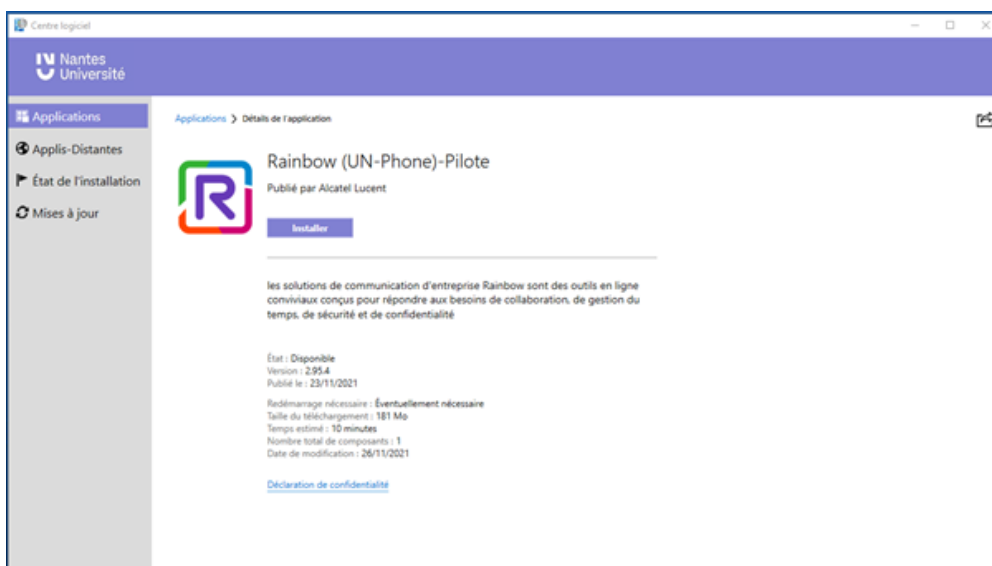 Centre logiciel
Nantes
Université
Applications
Applis-Distantes
État de l'installation
Mises à jour
Applications > Détails de l'application
R
Rainbow (UN-Phone)-Pilote
Publié par Alcatel Lucent
Installer
les solutions de communication d'entreprise Rainbow sont des outils en ligne
conviviaux conçus pour répondre aux besoins de collaboration, de gestion du
temps, de sécurité et de confidentialité
État : Disponible
Version : 2.95.4
Publié le : 23/11/2021
Redémarrage nécessaire : Éventuellement nécessaire
Taille du téléchargement : 181 Mo
Temps estimé : 10 minutes
Nombre total de composants : 1
Date de modification : 26/11/2021
Déclaration de confidentialité